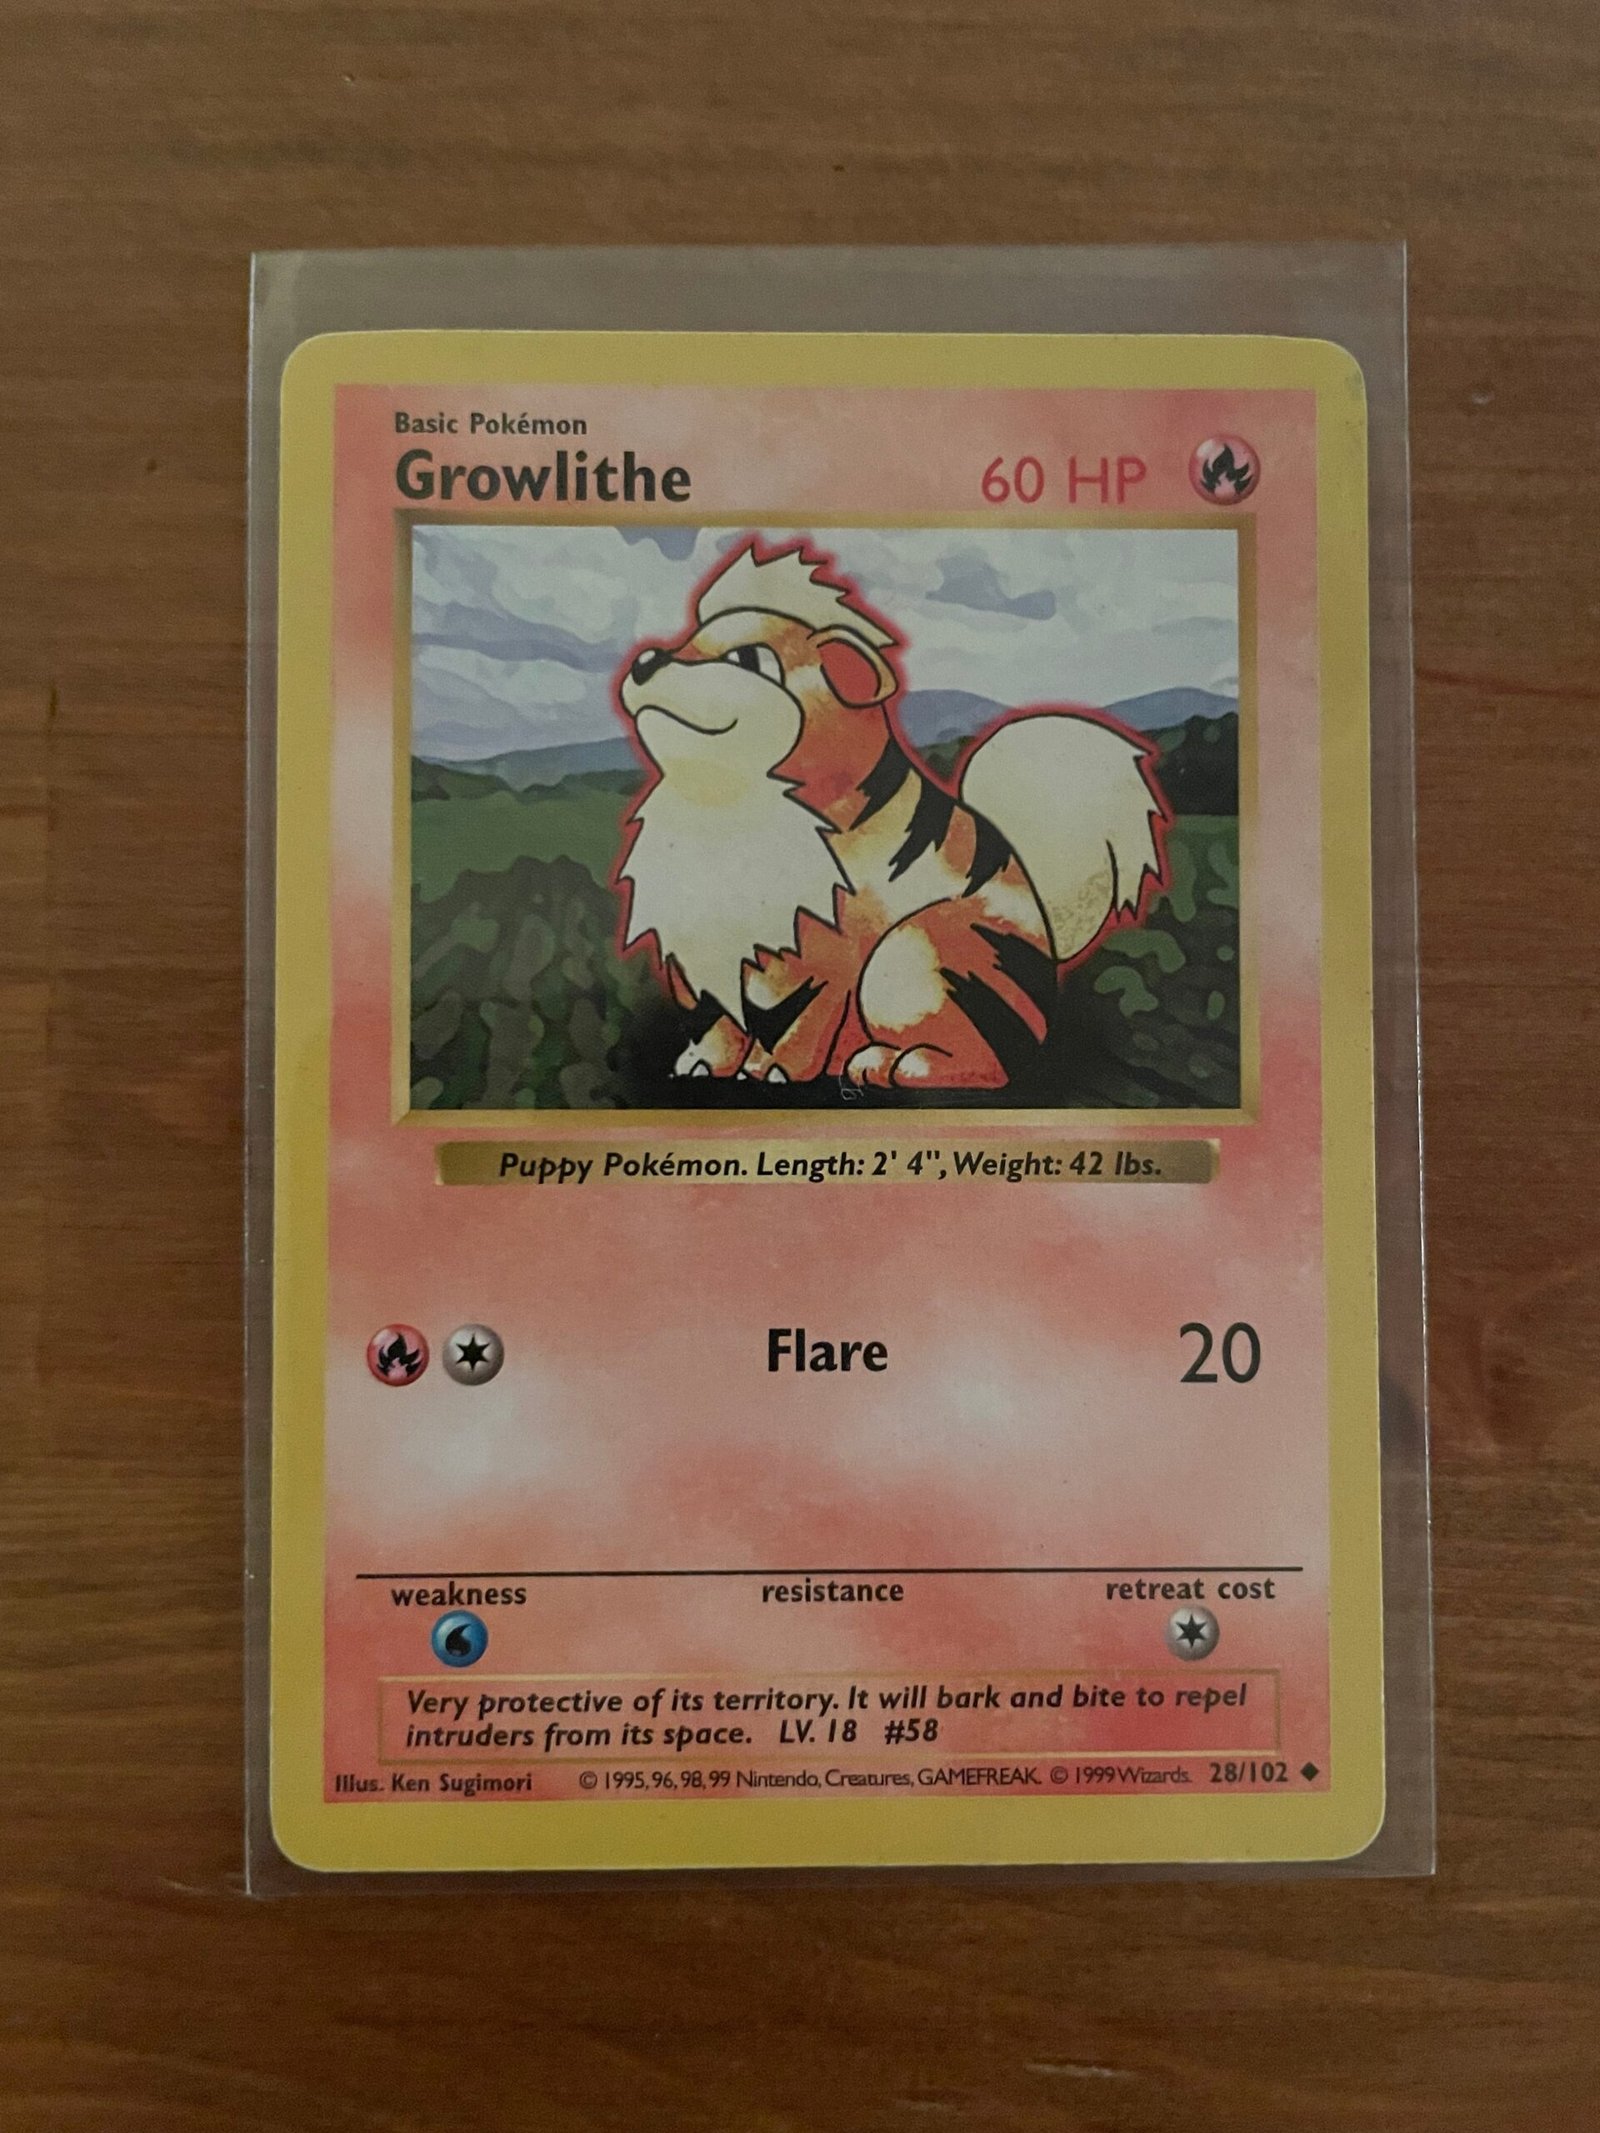 Basic Pokémon
Growlithe 60 HP
Puppy Pokémon. Length: 2' 4", Weight: 42 lbs.
Flare 20
weakness resistance retreat cost
Very protective of its territory. It will bark and bite to repel
intruders from its space. LV. 18 #58
Illus. Ken Sugimori © 1995, 96, 98, 99 Nintendo, Creatures, GAMEFREAK. © 1999 Wizards. 28/102